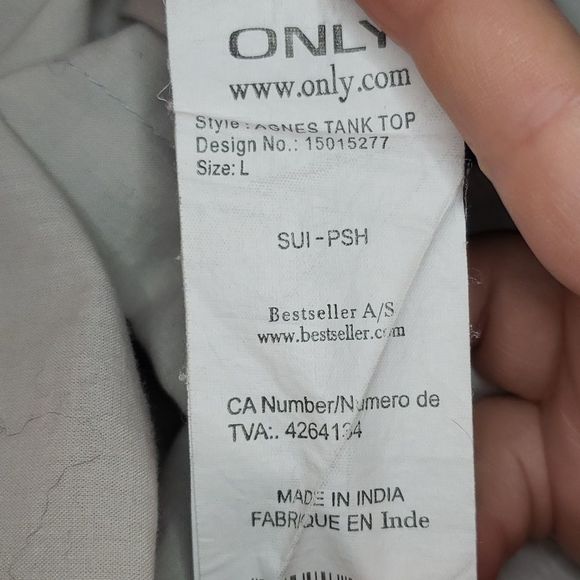 ONLY
www.only.com
Style : AGNES TANK TOP
Design No.: 15015277
Size: L
SUI-PSH
Bestseller A/S
www.bestseller.com
CA Number/Numero de
TVA:. 4264134
MADE IN INDIA
FABRIQUE EN Inde